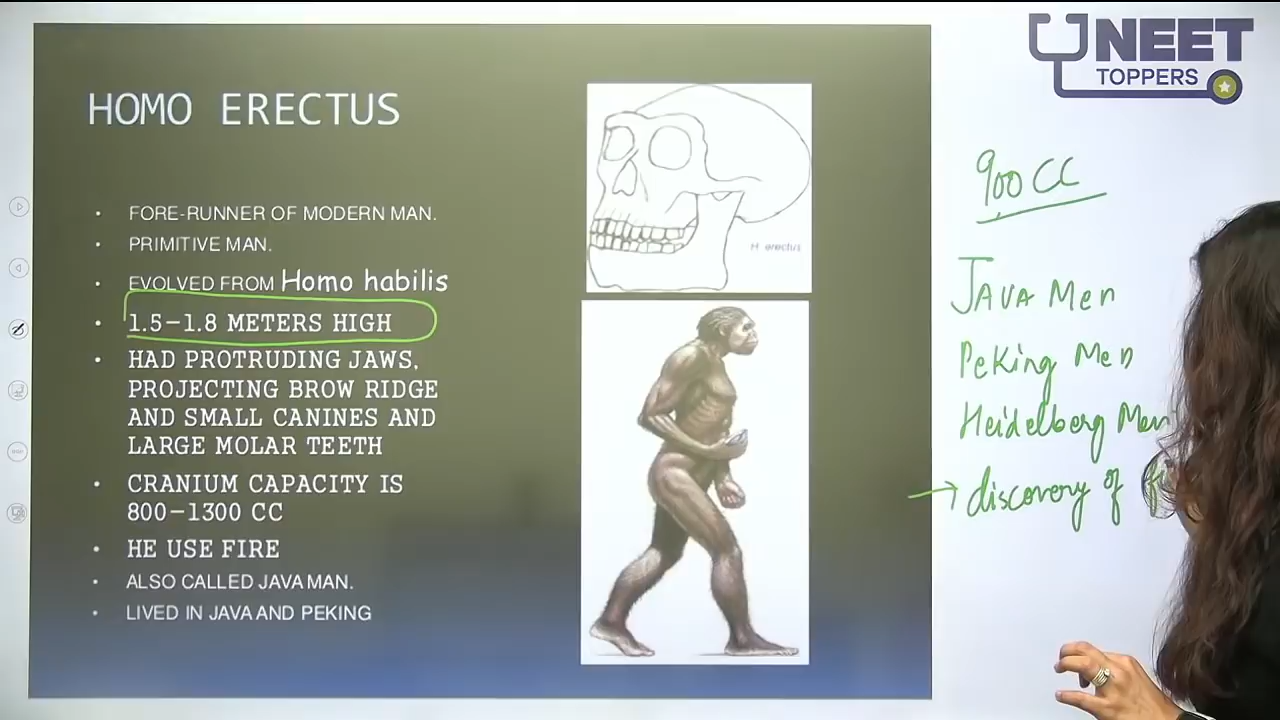 NEET
TOPPERS
HOMO ERECTUS
• FORE-RUNNER OF MODERN MAN.
• PRIMITIVE MAN.
• EVOLVED FROM Homo habilis
• 1.5–1.8 METERS HIGH
• HAD PROTRUDING JAWS,
PROJECTING BROW RIDGE
AND SMALL CANINES AND
LARGE MOLAR TEETH
• CRANIUM CAPACITY IS
800–1300 CC
• HE USE FIRE
• ALSO CALLED JAVA MAN.
• LIVED IN JAVA AND PEKING
H erectus
900 CC
JAVA Men
Peking Men
Heidelberg Men
→ discovery of